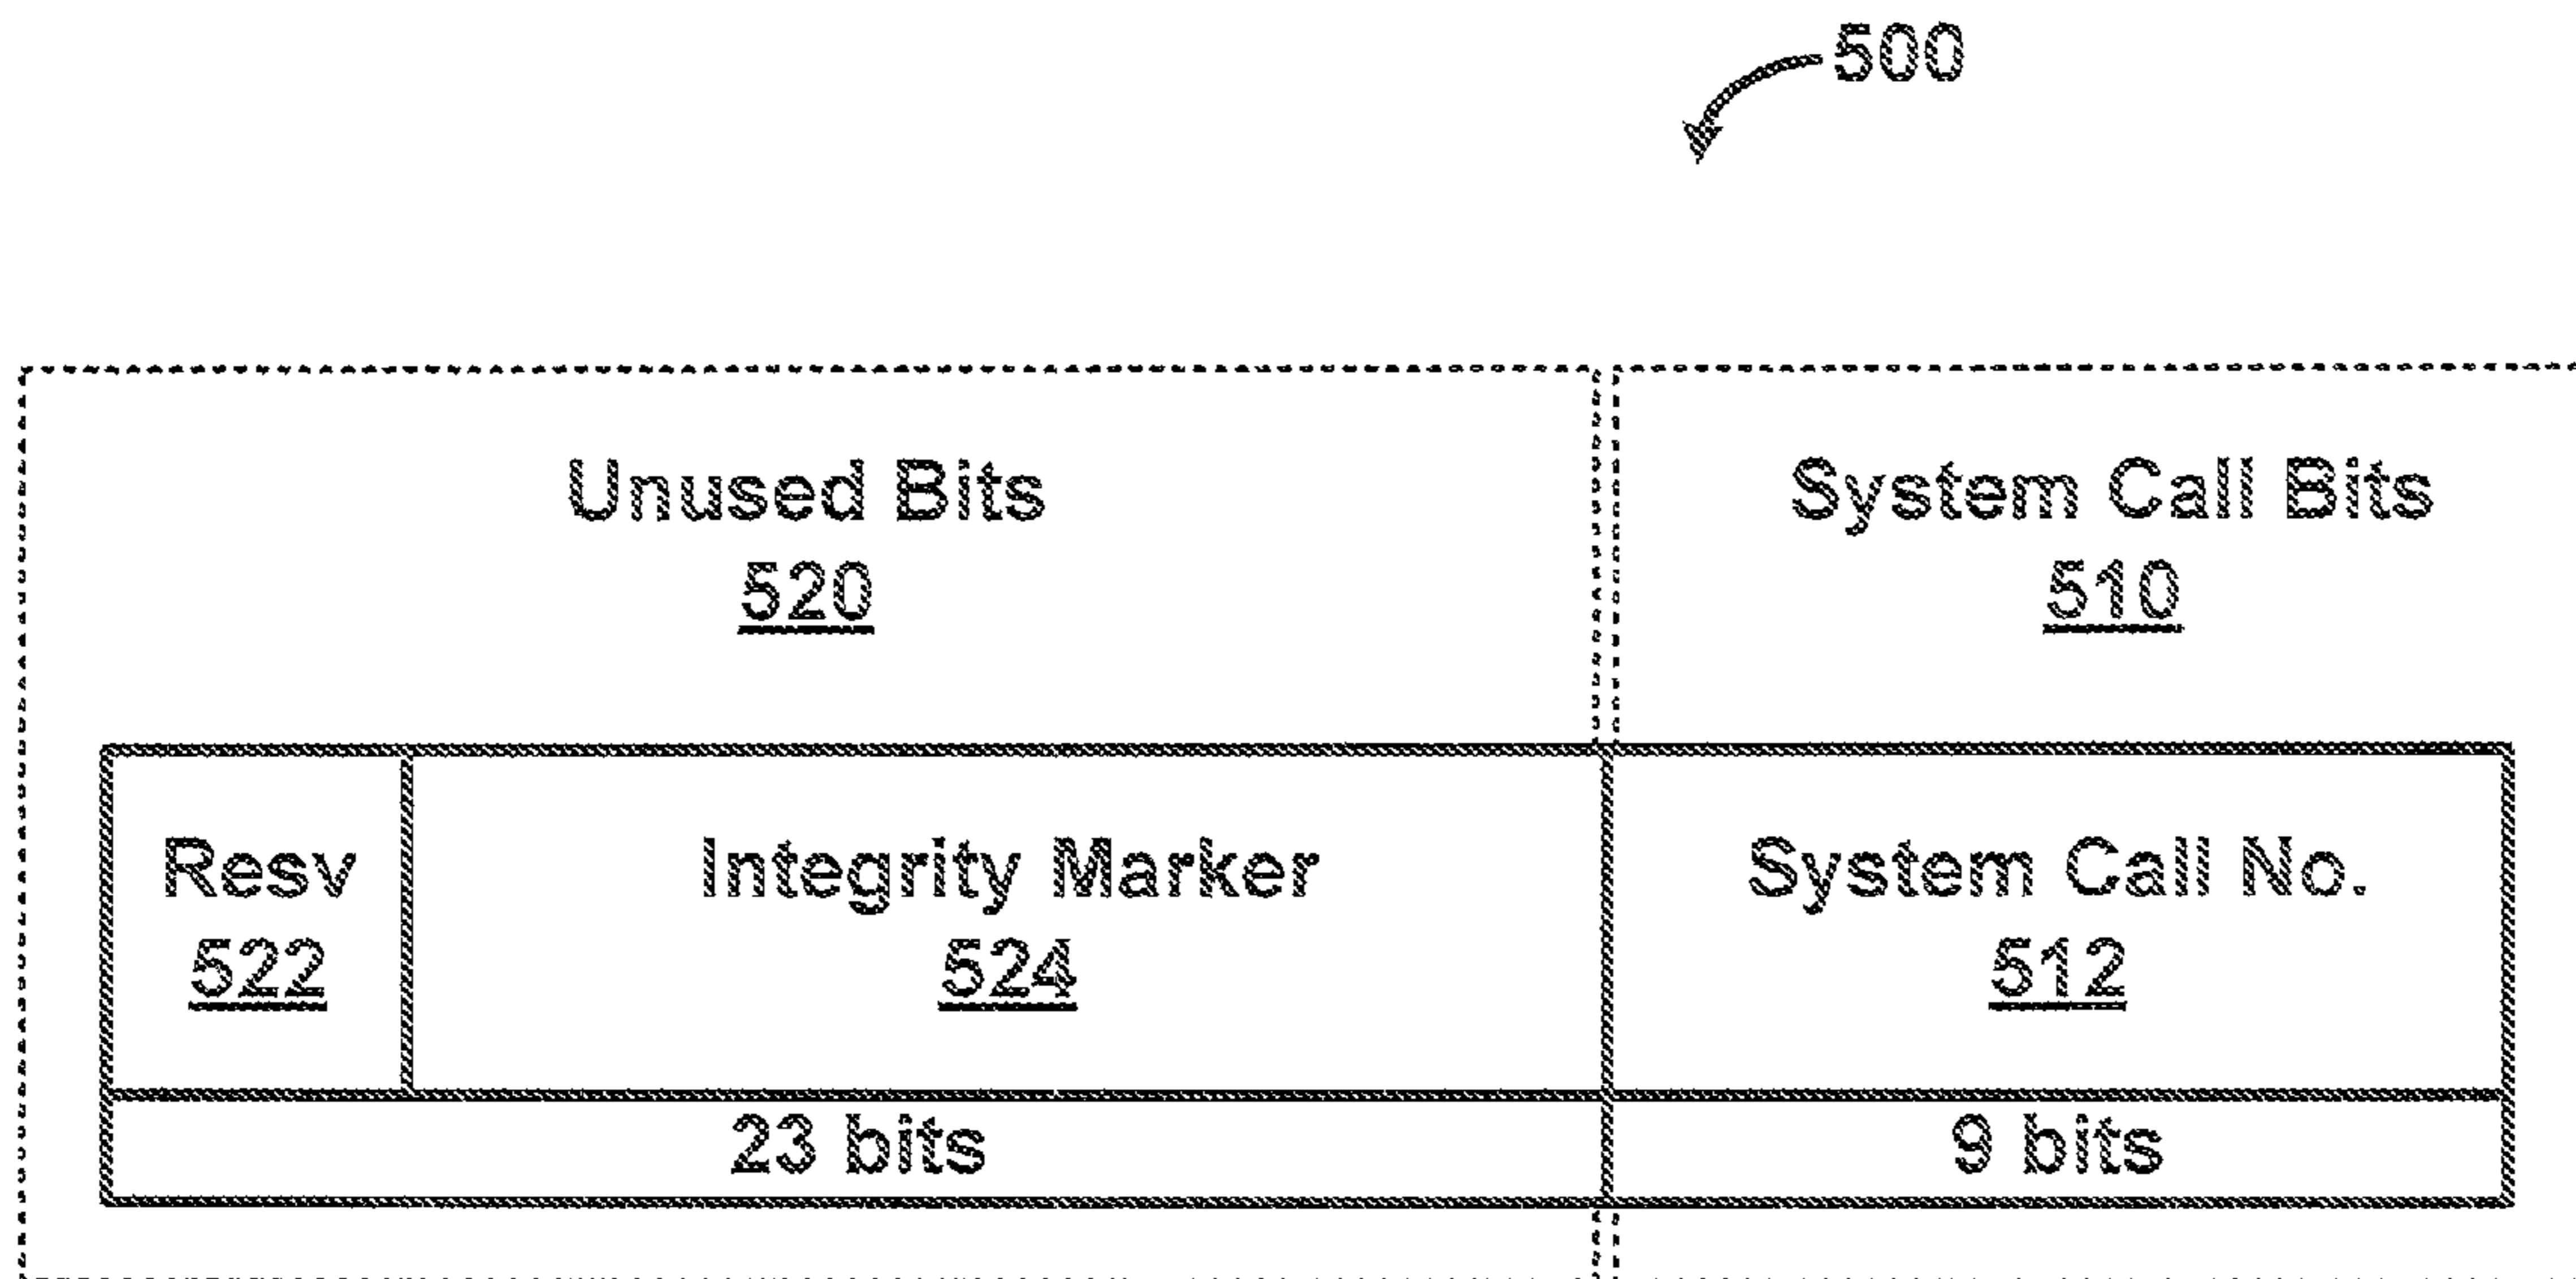 500
Unused Bits
520
System Call Bits
510
Resv
522
Integrity Marker
524
System Call No.
512
23 bits
9 bits